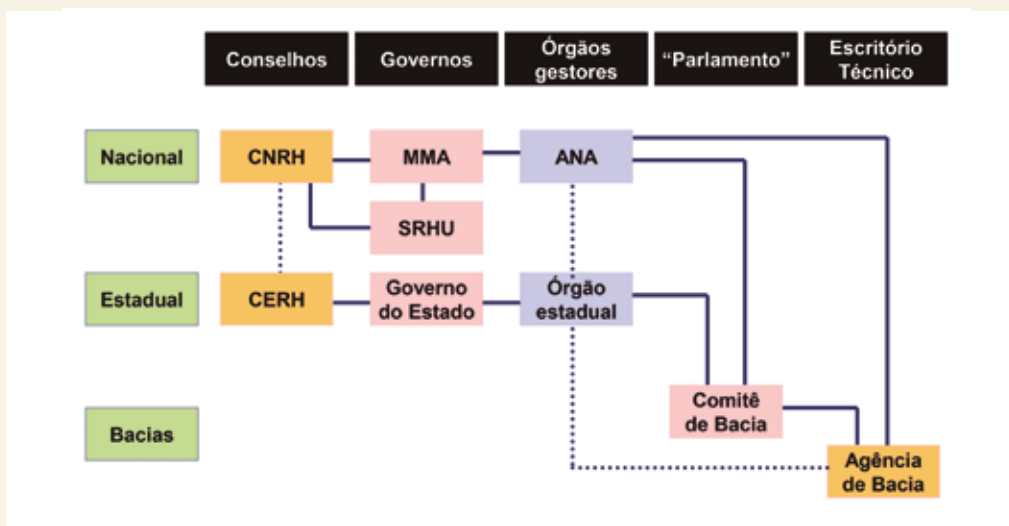 Conselhos
Governos
Órgãos
gestores
“Parlamento”
Escritório
Técnico
Nacional
CNRH
MMA
ANA
SRHU
Estadual
CERH
Governo
do Estado
Órgão
estadual
Bacias
Comitê
de Bacia
Agência
de Bacia